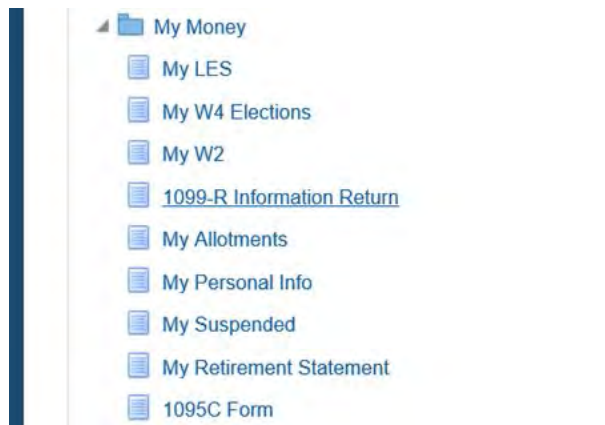 My Money
My LES
My W4 Elections
My W2
1099-R Information Return
My Allotments
My Personal Info
My Suspended
My Retirement Statement
1095C Form